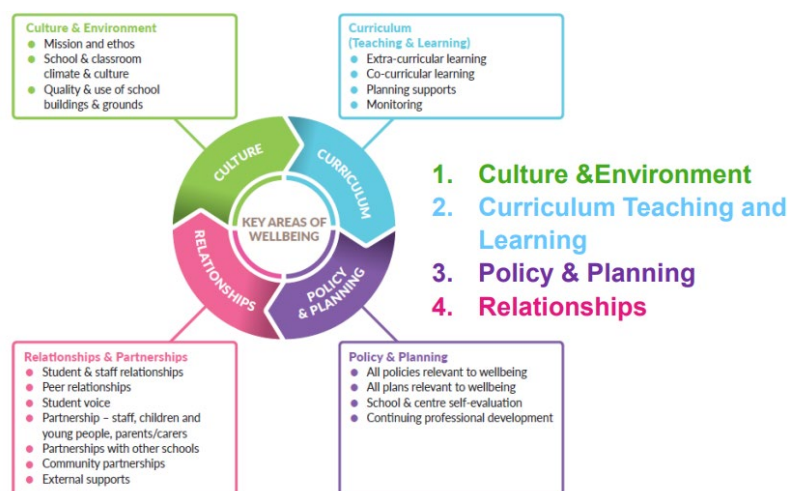 Culture & Environment
● Mission and ethos
● School & classroom
climate & culture
● Quality & use of school
buildings & grounds
Curriculum
(Teaching & Learning)
● Extra-curricular learning
● Co-curricular learning
● Planning supports
● Monitoring
CULTURE
CURRICULUM
KEY AREAS OF
WELLBEING
RELATIONSHIPS
POLICY
& PLANNING
1. Culture &Environment
2. Curriculum Teaching and
Learning
3. Policy & Planning
4. Relationships
Relationships & Partnerships
● Student & staff relationships
● Peer relationships
● Student voice
● Partnership – staff, children and
young people, parents/carers
● Partnerships with other schools
● Community partnerships
● External supports
Policy & Planning
● All policies relevant to wellbeing
● All plans relevant to wellbeing
● School & centre self-evaluation
● Continuing professional development